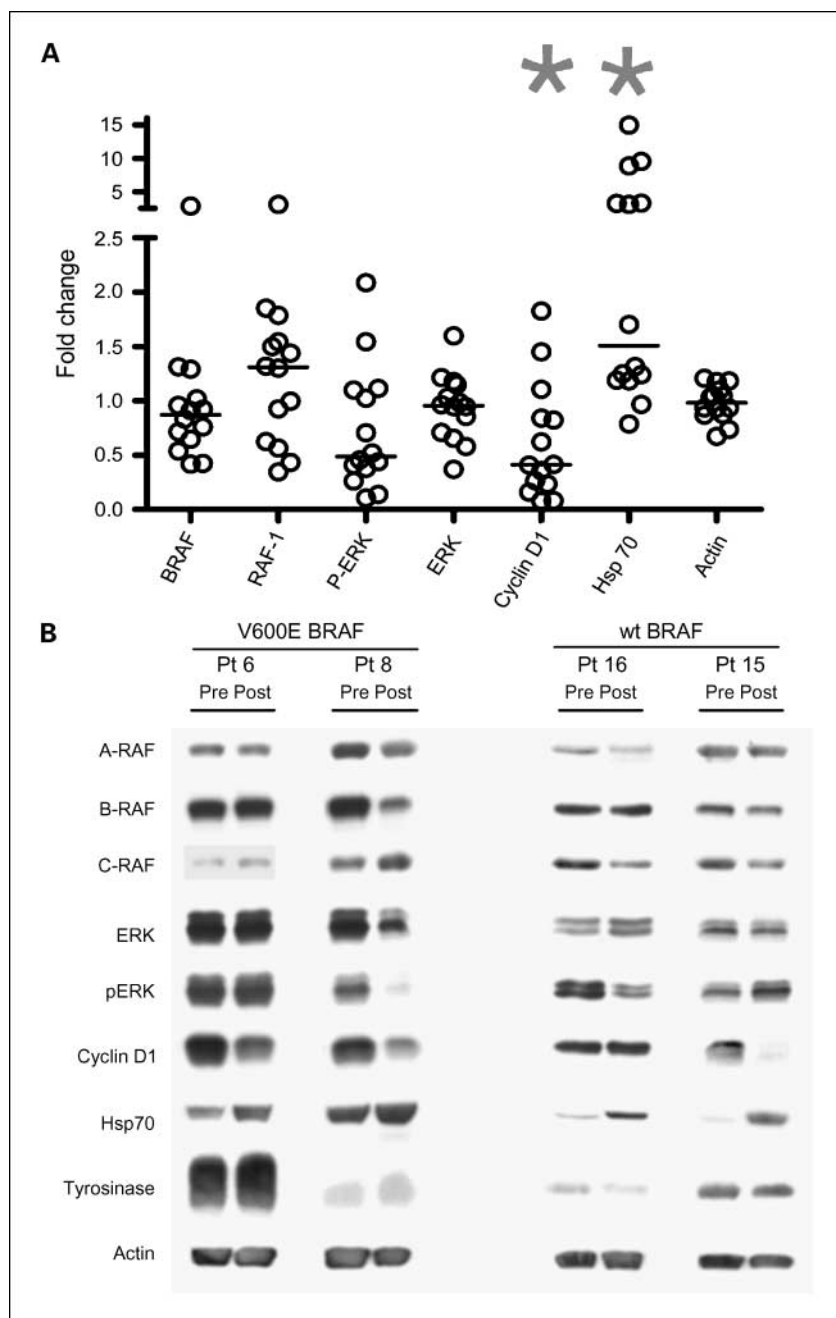 A
15
10
5
2.5
2.0
1.5
1.0
0.5
0.0
Fold change
BRAF
RAF-1
P-ERK
ERK
Cyclin D1
Hsp 70
Actin
B
V600E BRAF
wt BRAF
Pt 6
Pt 8
Pt 16
Pt 15
Pre Post
Pre Post
Pre Post
Pre Post
A-RAF
B-RAF
C-RAF
ERK
pERK
Cyclin D1
Hsp70
Tyrosinase
Actin